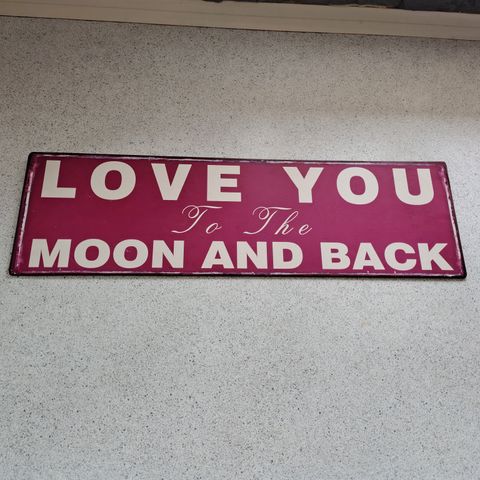 LOVE YOU
To The
MOON AND BACK